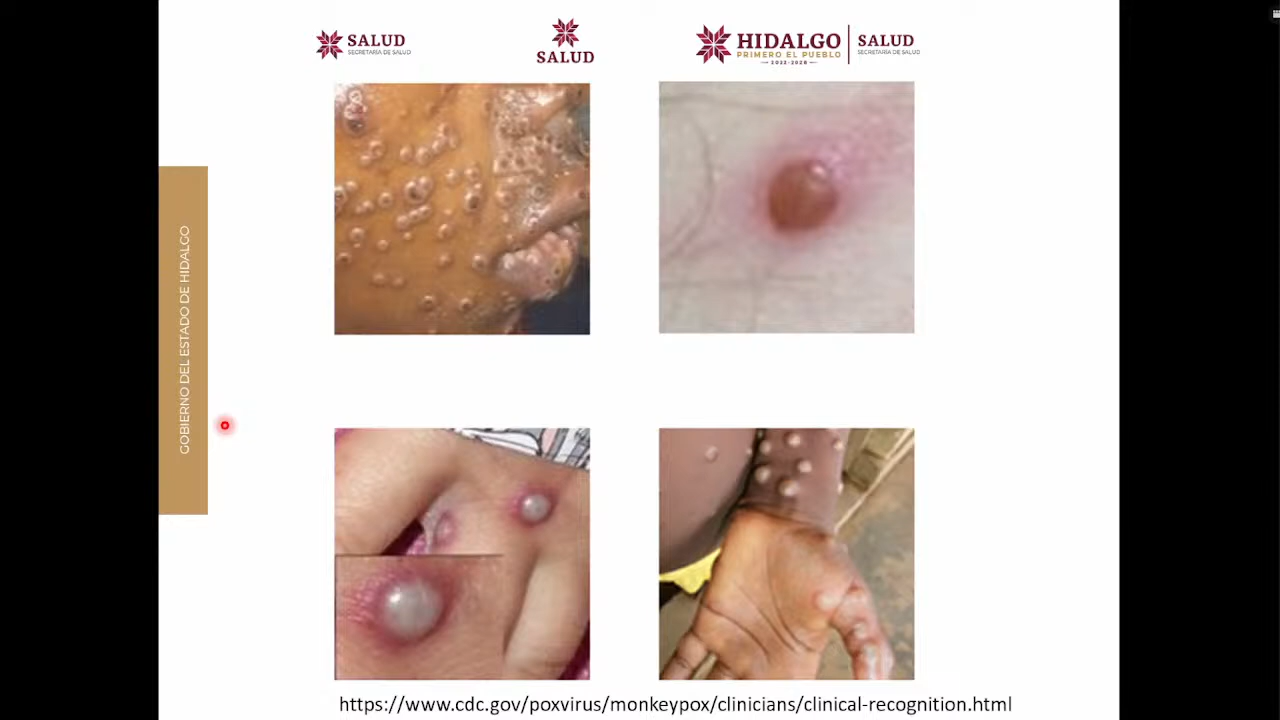 SALUD
SECRETARÍA DE SALUD
SALUD
HIDALGO
PRIMERO EL PUEBLO
2022-2028
SALUD
SECRETARÍA DE SALUD
GOBIERNO DEL ESTADO DE HIDALGO
https://www.cdc.gov/poxvirus/monkeypox/clinicians/clinical-recognition.html